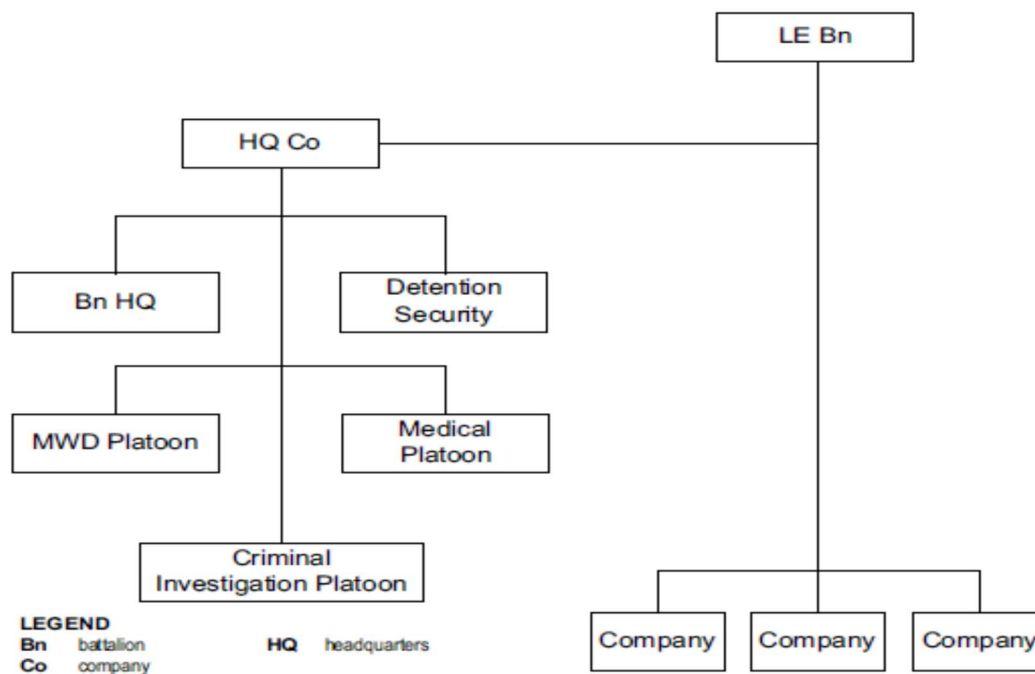 LE Bn
HQ Co
Bn HQ
Detention
Security
MWD Platoon
Medical
Platoon
Criminal
Investigation Platoon
Company
Company
Company
LEGEND
Bn battalion HQ headquarters
Co company